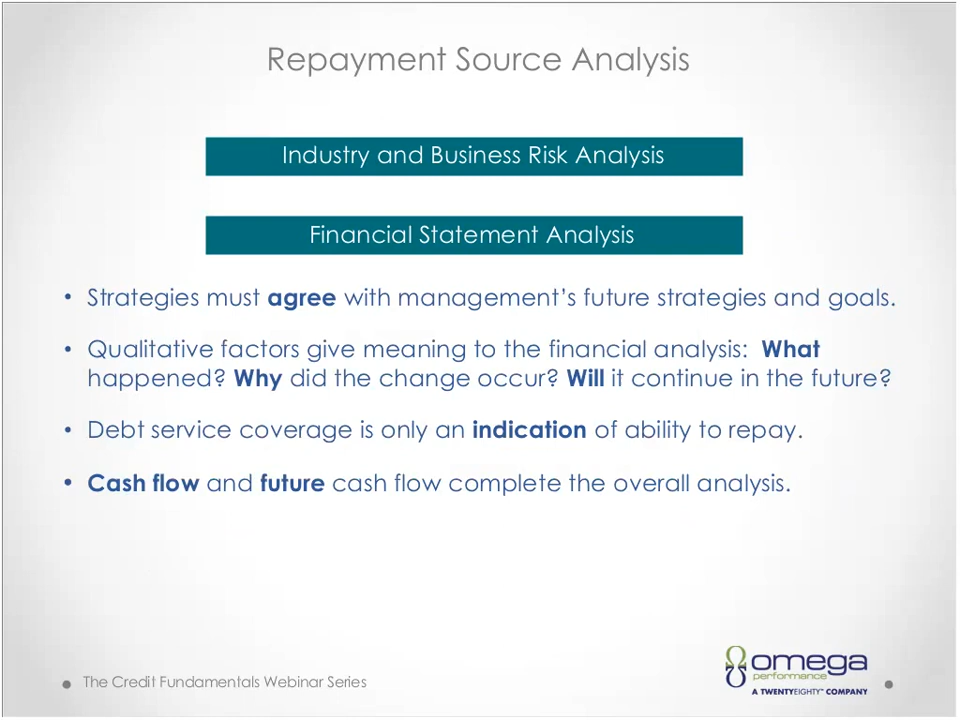 Repayment Source Analysis
Industry and Business Risk Analysis
Financial Statement Analysis
• Strategies must agree with management’s future strategies and goals.
• Qualitative factors give meaning to the financial analysis: What
happened? Why did the change occur? Will it continue in the future?
• Debt service coverage is only an indication of ability to repay.
• Cash flow and future cash flow complete the overall analysis.
The Credit Fundamentals Webinar Series
omega
performance
A TWENTYEIGHTY™ COMPANY